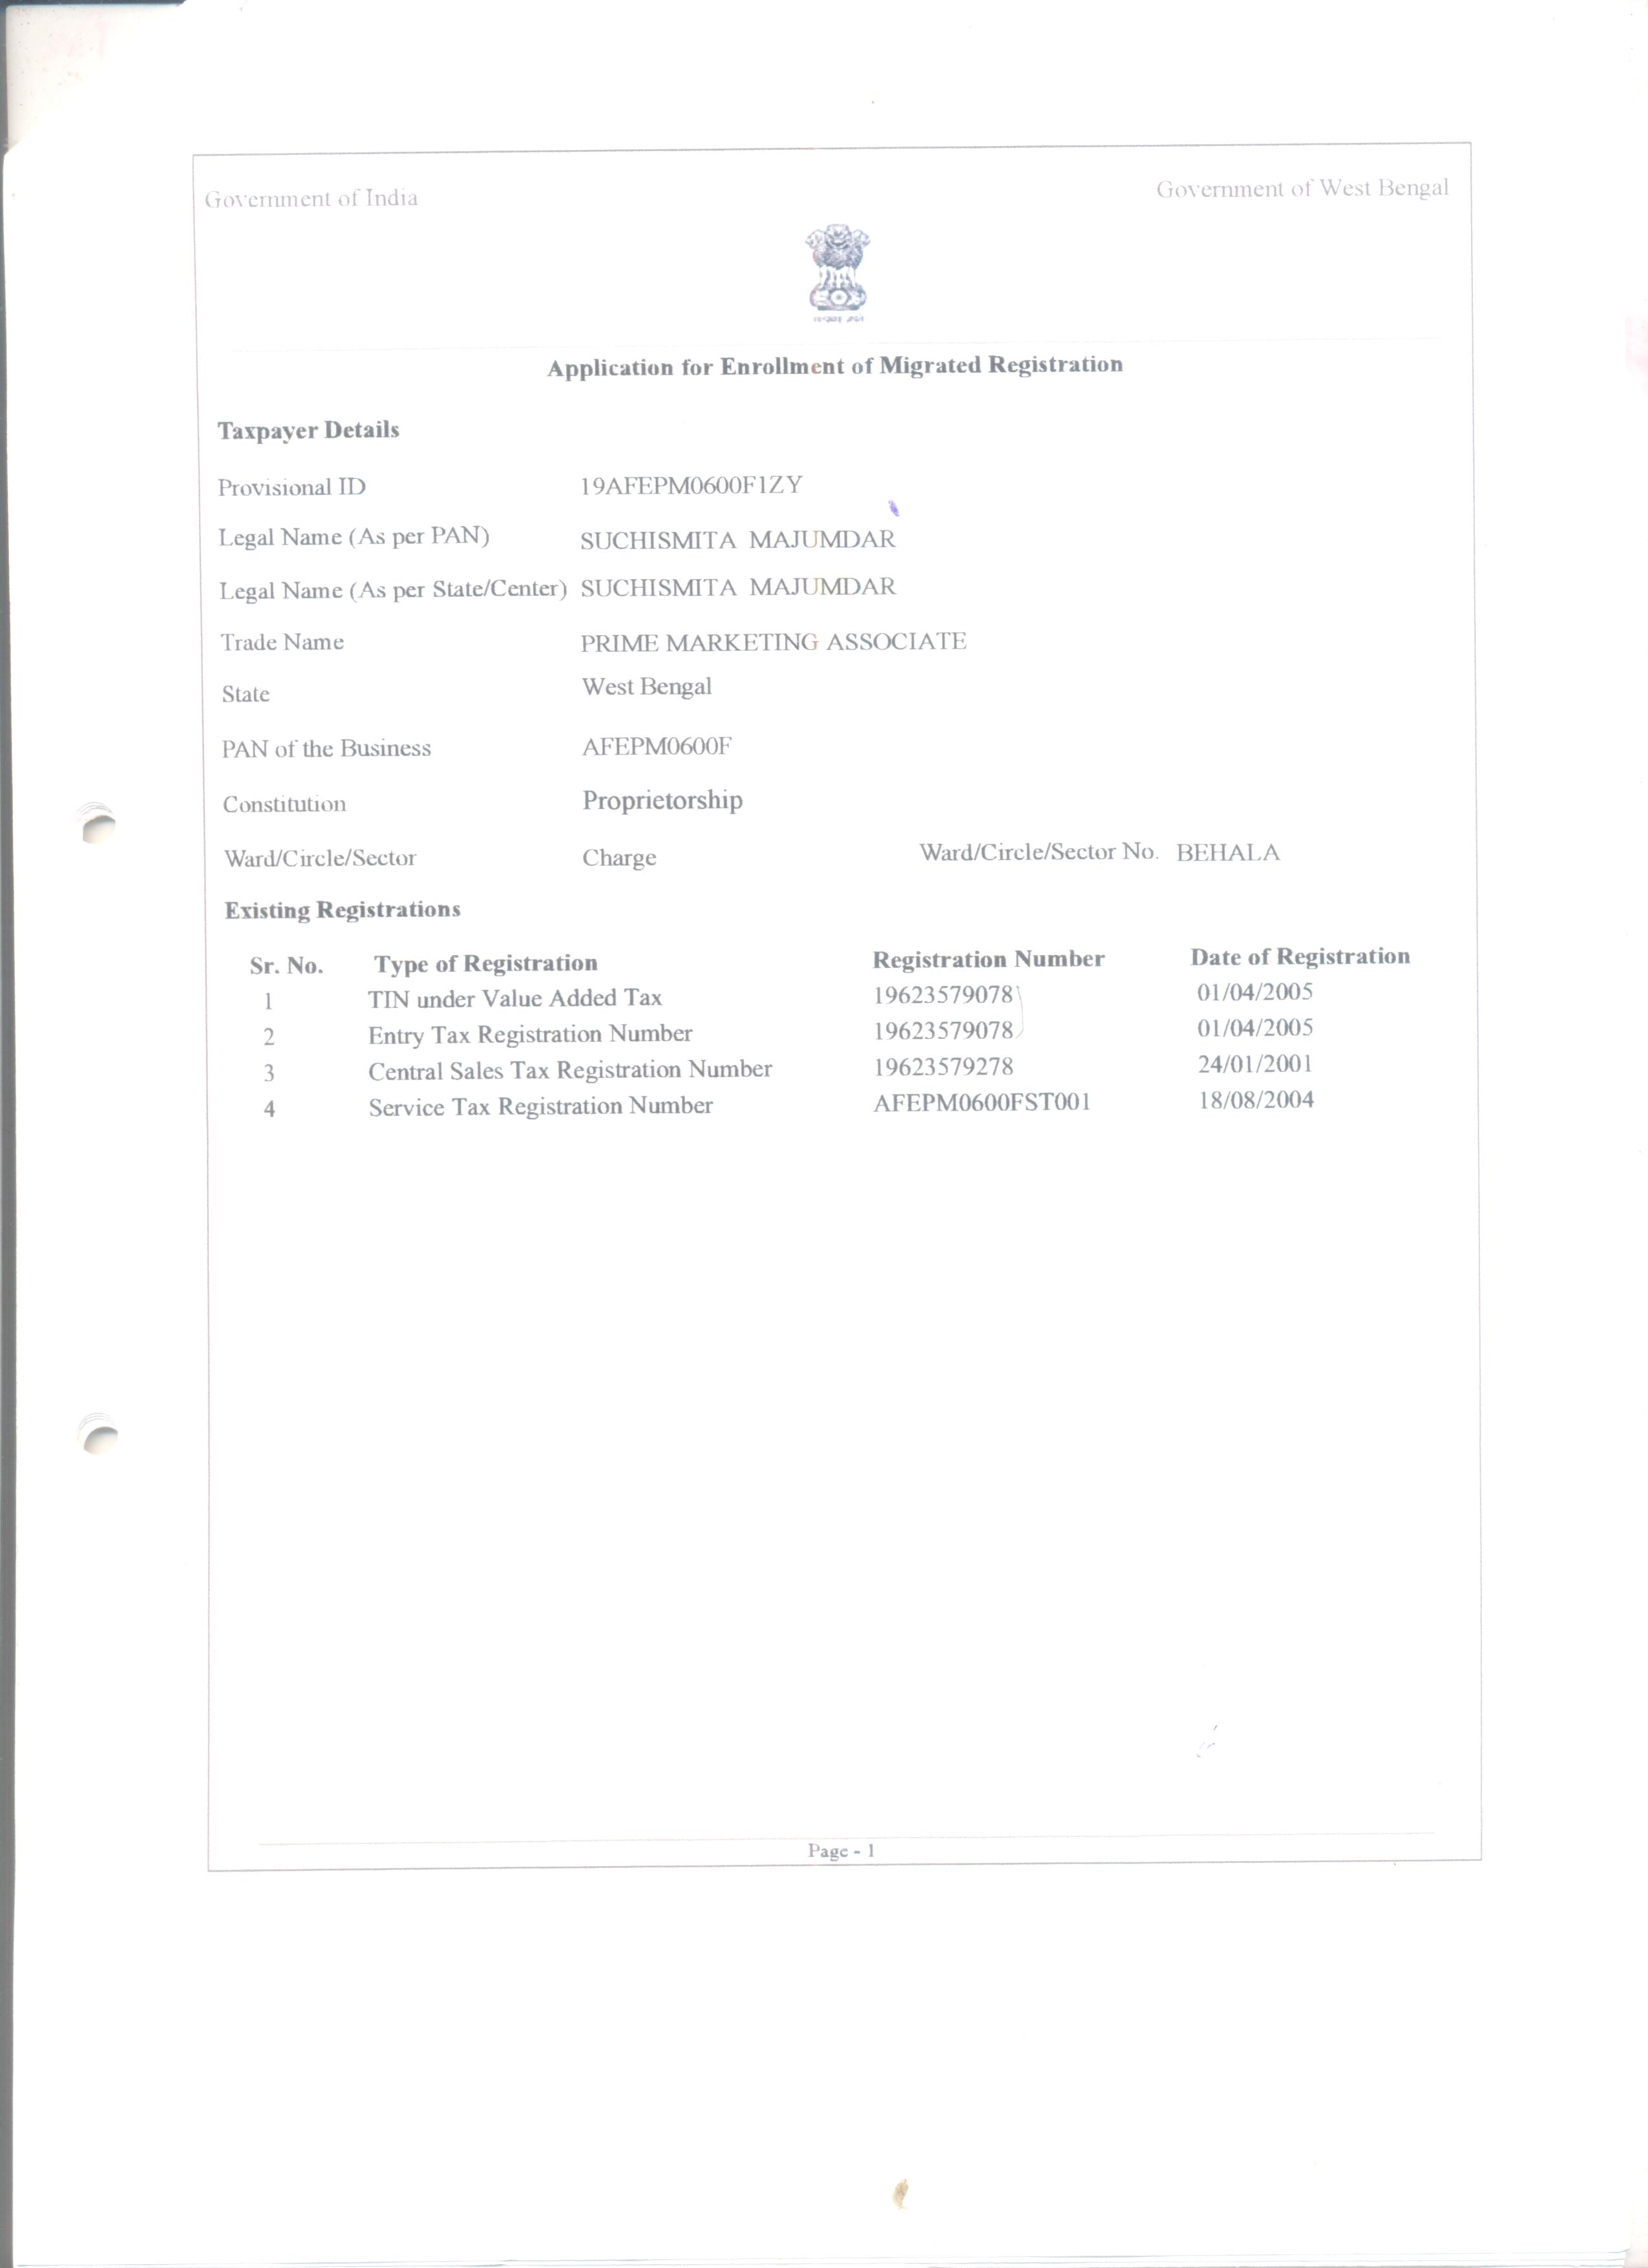 Government of India Government of West Bengal
Application for Enrollment of Migrated Registration
Taxpayer Details
Provisional ID 19AFEPM0600F1ZY
Legal Name (As per PAN) SUCHISMITA MAJUMDAR
Legal Name (As per State/Center) SUCHISMITA MAJUMDAR
Trade Name PRIME MARKETING ASSOCIATE
State West Bengal
PAN of the Business AFEPM0600F
Constitution Proprietorship
Ward/Circle/Sector Charge Ward/Circle/Sector No. BEHALA
Existing Registrations
Sr. No. Type of Registration Registration Number Date of Registration
1 TIN under Value Added Tax 19623579078 01/04/2005
2 Entry Tax Registration Number 19623579078 01/04/2005
3 Central Sales Tax Registration Number 19623579278 24/01/2001
4 Service Tax Registration Number AFEPM0600FST001 18/08/2004
Page - 1